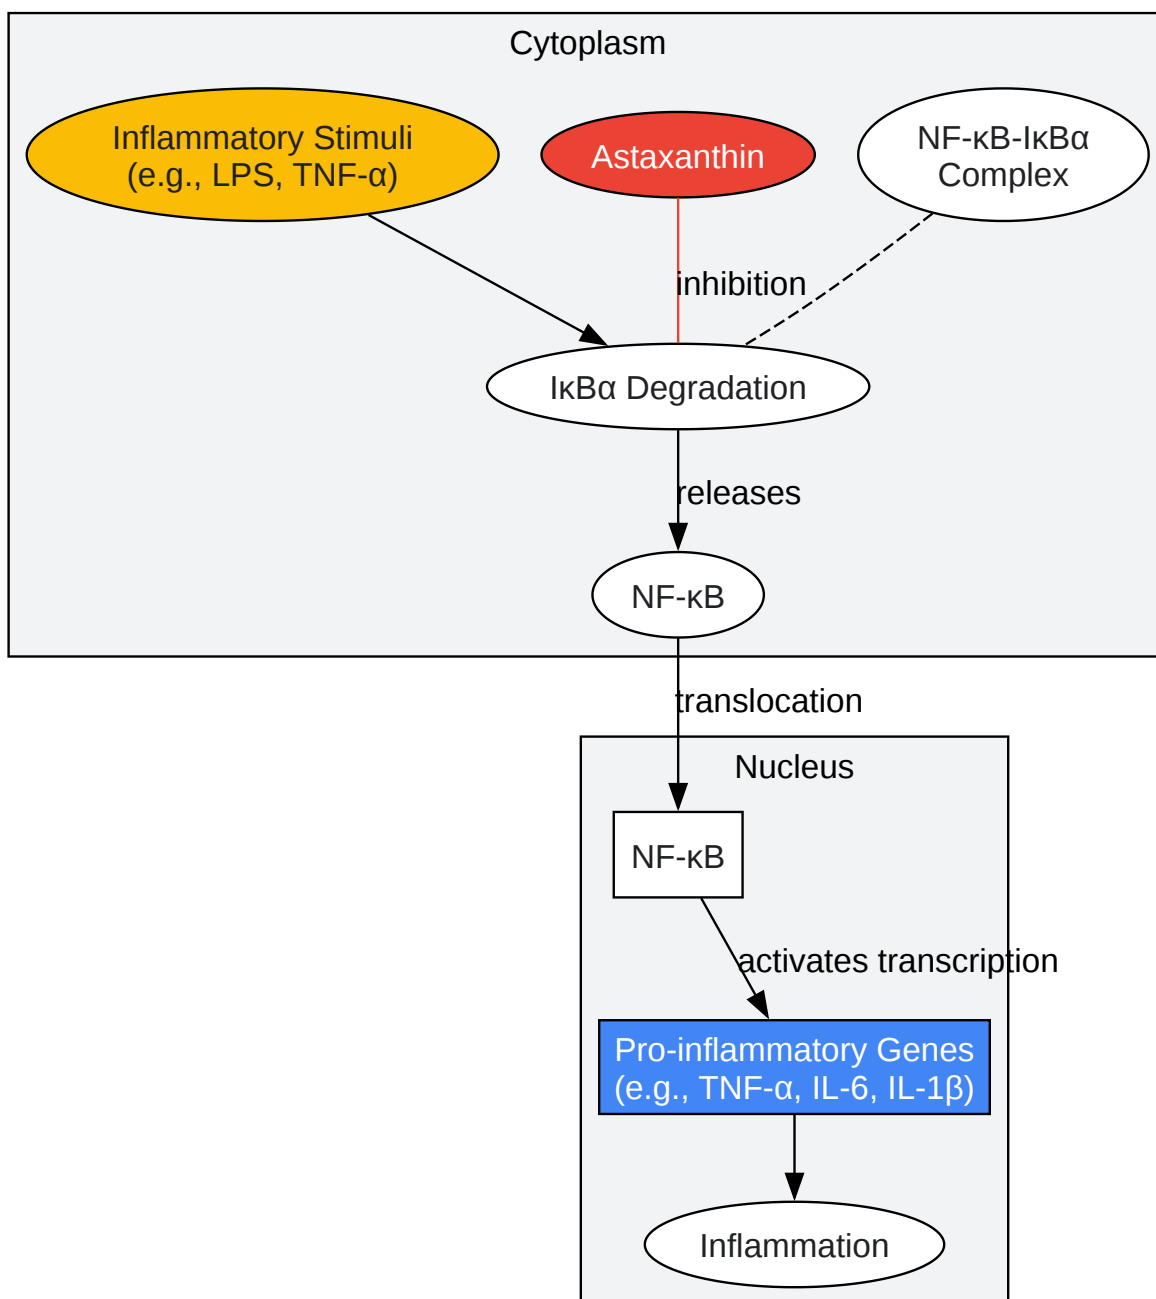 Cytoplasm
Inflammatory Stimuli
(e.g., LPS, TNF-α)
Astaxanthin
NF-κB-IκBα
Complex
inhibition
IκBα Degradation
releases
NF-κB
translocation
Nucleus
NF-κB
activates transcription
Pro-inflammatory Genes
(e.g., TNF-α, IL-6, IL-1β)
Inflammation